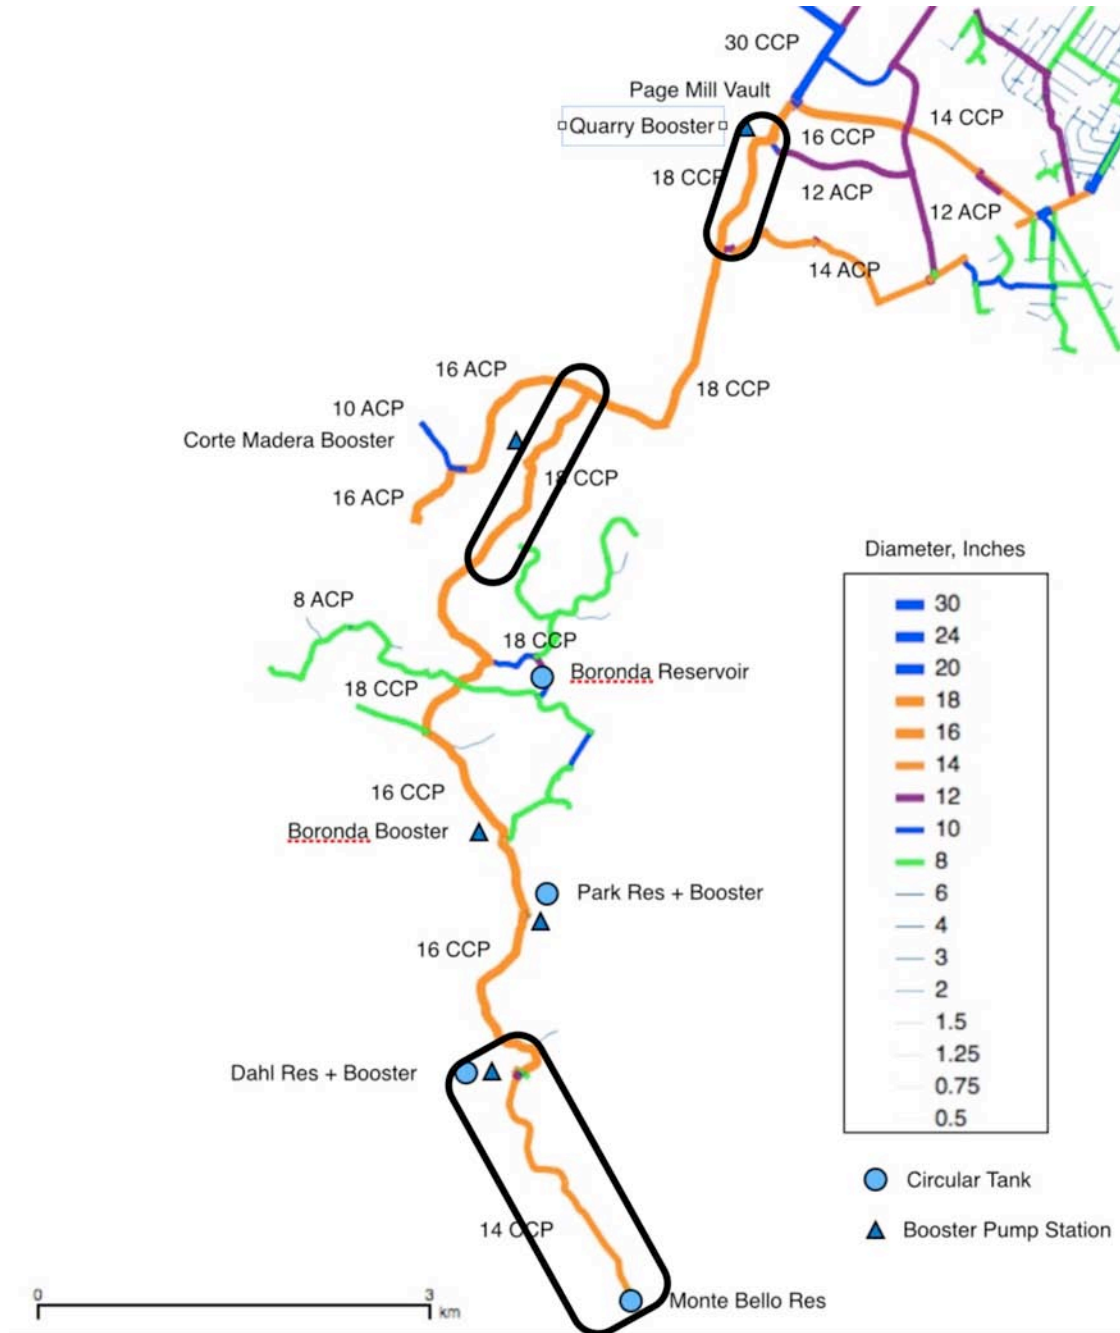 30 CCP
Page Mill Vault
Quarry Booster
14 CCP
16 CCP
18 CCP
12 ACP
12 ACP
14 ACP
16 ACP
18 CCP
10 ACP
Corte Madera Booster
18 CCP
16 ACP
Diameter, Inches
8 ACP
18 CCP
Boronda Reservoir
18 CCP
16 CCP
Boronda Booster
Park Res + Booster
16 CCP
Dahl Res + Booster
14 CCP
Monte Bello Res
30
24
20
18
16
14
12
10
8
6
4
3
2
1.5
1.25
0.75
0.5
Circular Tank
Booster Pump Station
0 3
km